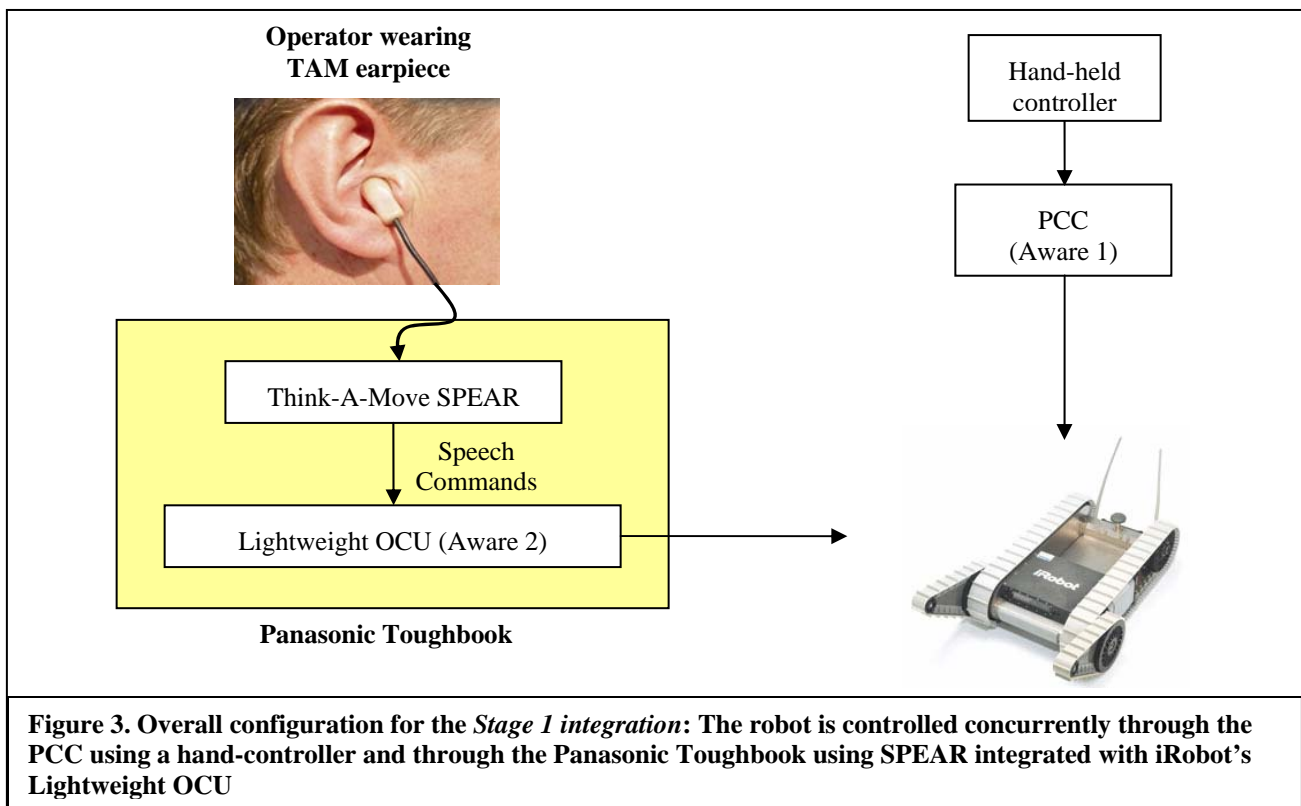 Operator wearing
TAM earpiece
Hand-held
controller
PCC
(Aware 1)
Think-A-Move SPEAR
Speech
Commands
Lightweight OCU (Aware 2)
Panasonic Toughbook
iRobot
Figure 3. Overall configuration for the Stage 1 integration: The robot is controlled concurrently through the
PCC using a hand-controller and through the Panasonic Toughbook using SPEAR integrated with iRobot's
Lightweight OCU